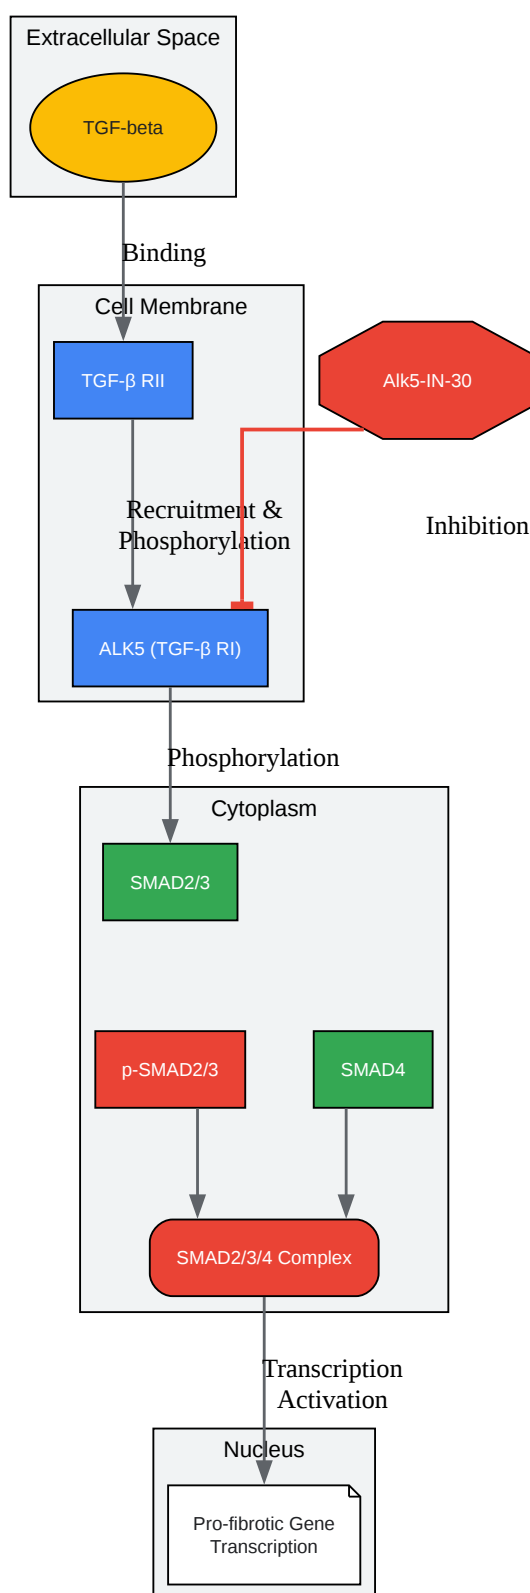 Extracellular Space
TGF-beta
Binding
Cell Membrane
TGF-β RII
Alk5-IN-30
Recruitment &
Phosphorylation
Inhibition
ALK5 (TGF-β RI)
Phosphorylation
Cytoplasm
SMAD2/3
p-SMAD2/3
SMAD4
SMAD2/3/4 Complex
Transcription
Activation
Nucleus
Pro-fibrotic Gene
Transcription